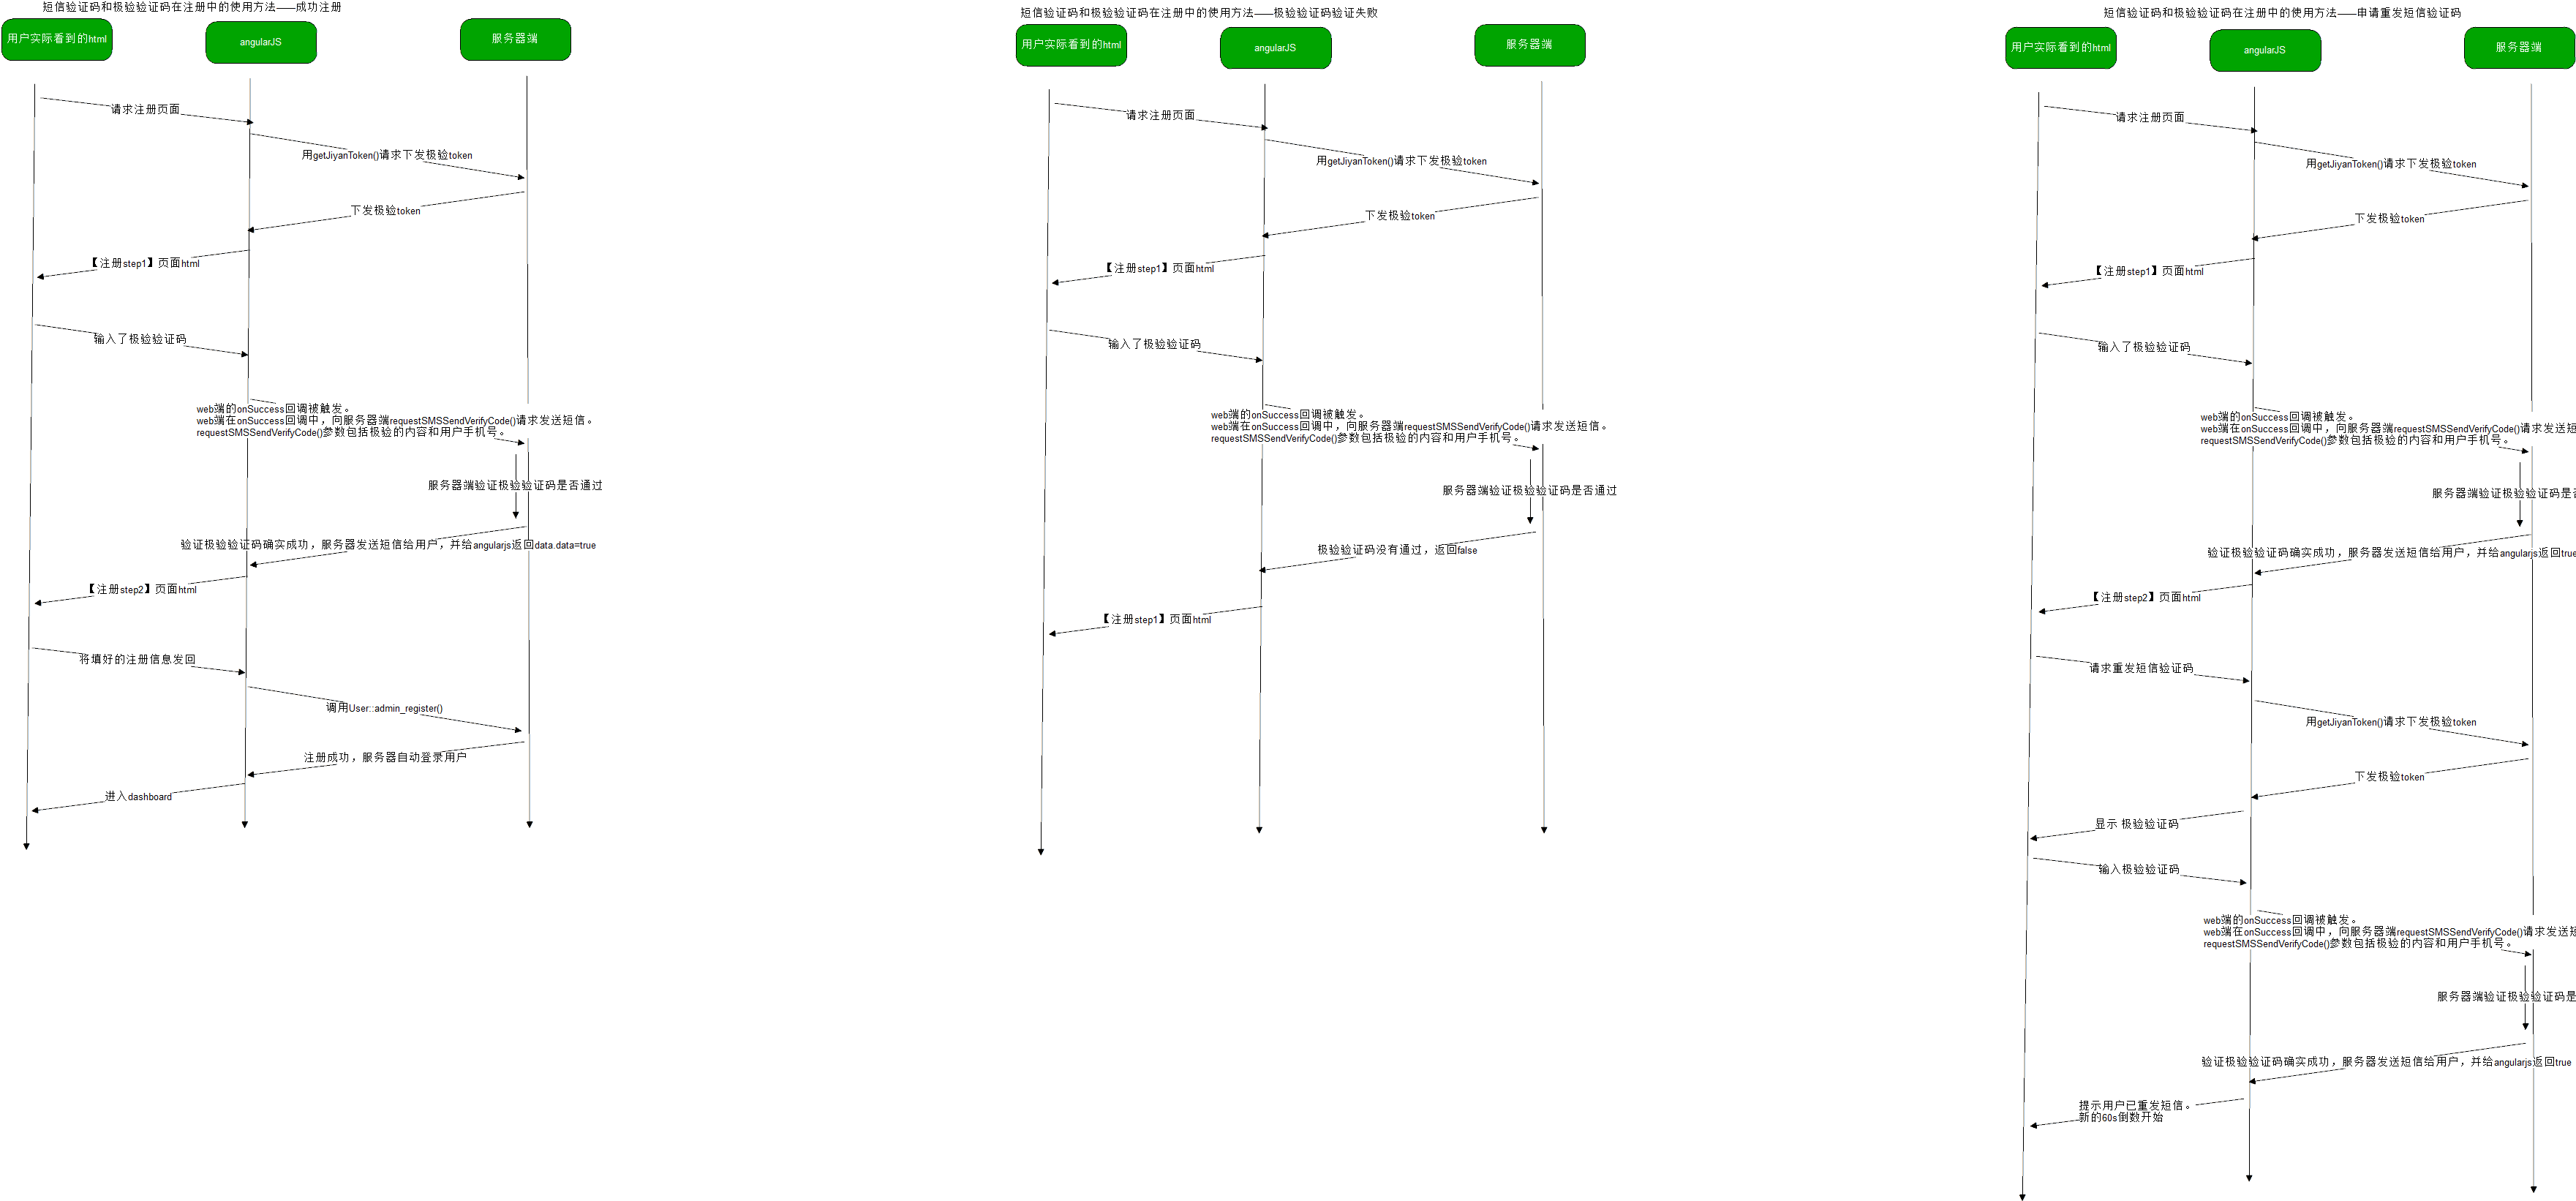 短信验证码和极验验证码在注册中的使用方法——成功注册
用户实际看到的html
angularJS
服务器端
请求注册页面
用getJiyanToken()请求下发极验token
下发极验token
【注册step1】页面html
输入了极验验证码
web端的onSuccess回调被触发。
web端在onSuccess回调中，向服务器端requestSMSSendVerifyCode()请求发送短信。
requestSMSSendVerifyCode()参数包括极验的内容和用户手机号。
服务器端验证极验验证码是否通过
验证极验验证码确实成功，服务器发送短信给用户，并给angularjs返回data.data=true
【注册step2】页面html
将填好的注册信息发回
调用User::admin_register()
注册成功，服务器自动登录用户
进入dashboard
短信验证码和极验验证码在注册中的使用方法——极验验证码验证失败
用户实际看到的html
angularJS
服务器端
请求注册页面
用getJiyanToken()请求下发极验token
下发极验token
【注册step1】页面html
输入了极验验证码
web端的onSuccess回调被触发。
web端在onSuccess回调中，向服务器端requestSMSSendVerifyCode()请求发送短信。
requestSMSSendVerifyCode()参数包括极验的内容和用户手机号。
服务器端验证极验验证码是否通过
极验验证码没有通过，返回false
【注册step1】页面html
短信验证码和极验验证码在注册中的使用方法——申请重发短信验证码
用户实际看到的html
angularJS
服务器端
请求注册页面
用getJiyanToken()请求下发极验token
下发极验token
【注册step1】页面html
输入了极验验证码
web端的onSuccess回调被触发。
web端在onSuccess回调中，向服务器端requestSMSSendVerifyCode()请求发送短
requestSMSSendVerifyCode()参数包括极验的内容和用户手机号。
服务器端验证极验验证码是
验证极验验证码确实成功，服务器发送短信给用户，并给angularjs返回true
【注册step2】页面html
请求重发短信验证码
用getJiyanToken()请求下发极验token
下发极验token
显示 极验验证码
输入极验验证码
web端的onSuccess回调被触发。
web端在onSuccess回调中，向服务器端requestSMSSendVerifyCode()请求发送短
requestSMSSendVerifyCode()参数包括极验的内容和用户手机号。
服务器端验证极验验证码是
验证极验验证码确实成功，服务器发送短信给用户，并给angularjs返回true
提示用户已重发短信。
新的60s倒数开始